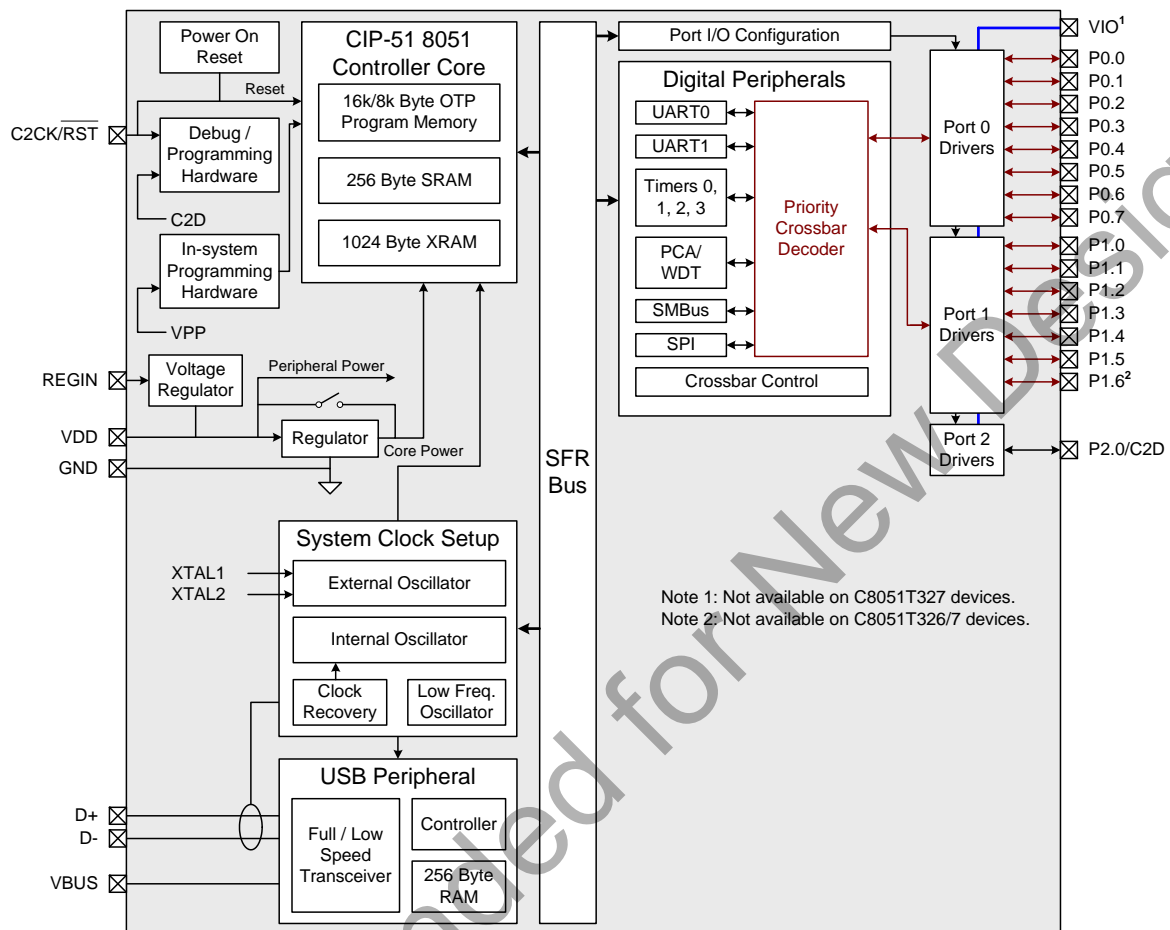 Power On
Reset
Reset
C2CK/RST
Debug /
Programming
Hardware
C2D
In-system
Programming
Hardware
VPP
CIP-51 8051
Controller Core
16k/8k Byte OTP
Program Memory
256 Byte SRAM
1024 Byte XRAM
REGIN
Voltage
Regulator
Peripheral Power
VDD
Regulator
Core Power
GND
System Clock Setup
XTAL1
XTAL2
External Oscillator
Internal Oscillator
Clock
Recovery
Low Freq.
Oscillator
USB Peripheral
D+
D-
VBUS
Full / Low
Speed
Transceiver
Controller
256 Byte
RAM
SFR
Bus
Port I/O Configuration
Digital Peripherals
UART0
UART1
Timers 0,
1, 2, 3
PCA/
WDT
SMBus
SPI
Priority
Crossbar
Decoder
Crossbar Control
Port 0
Drivers
Port 1
Drivers
Port 2
Drivers
VIO¹
P0.0
P0.1
P0.2
P0.3
P0.4
P0.5
P0.6
P0.7
P1.0
P1.1
P1.2
P1.3
P1.4
P1.5
P1.6²
P2.0/C2D
Note 1: Not available on C8051T327 devices.
Note 2: Not available on C8051T326/7 devices.
for New